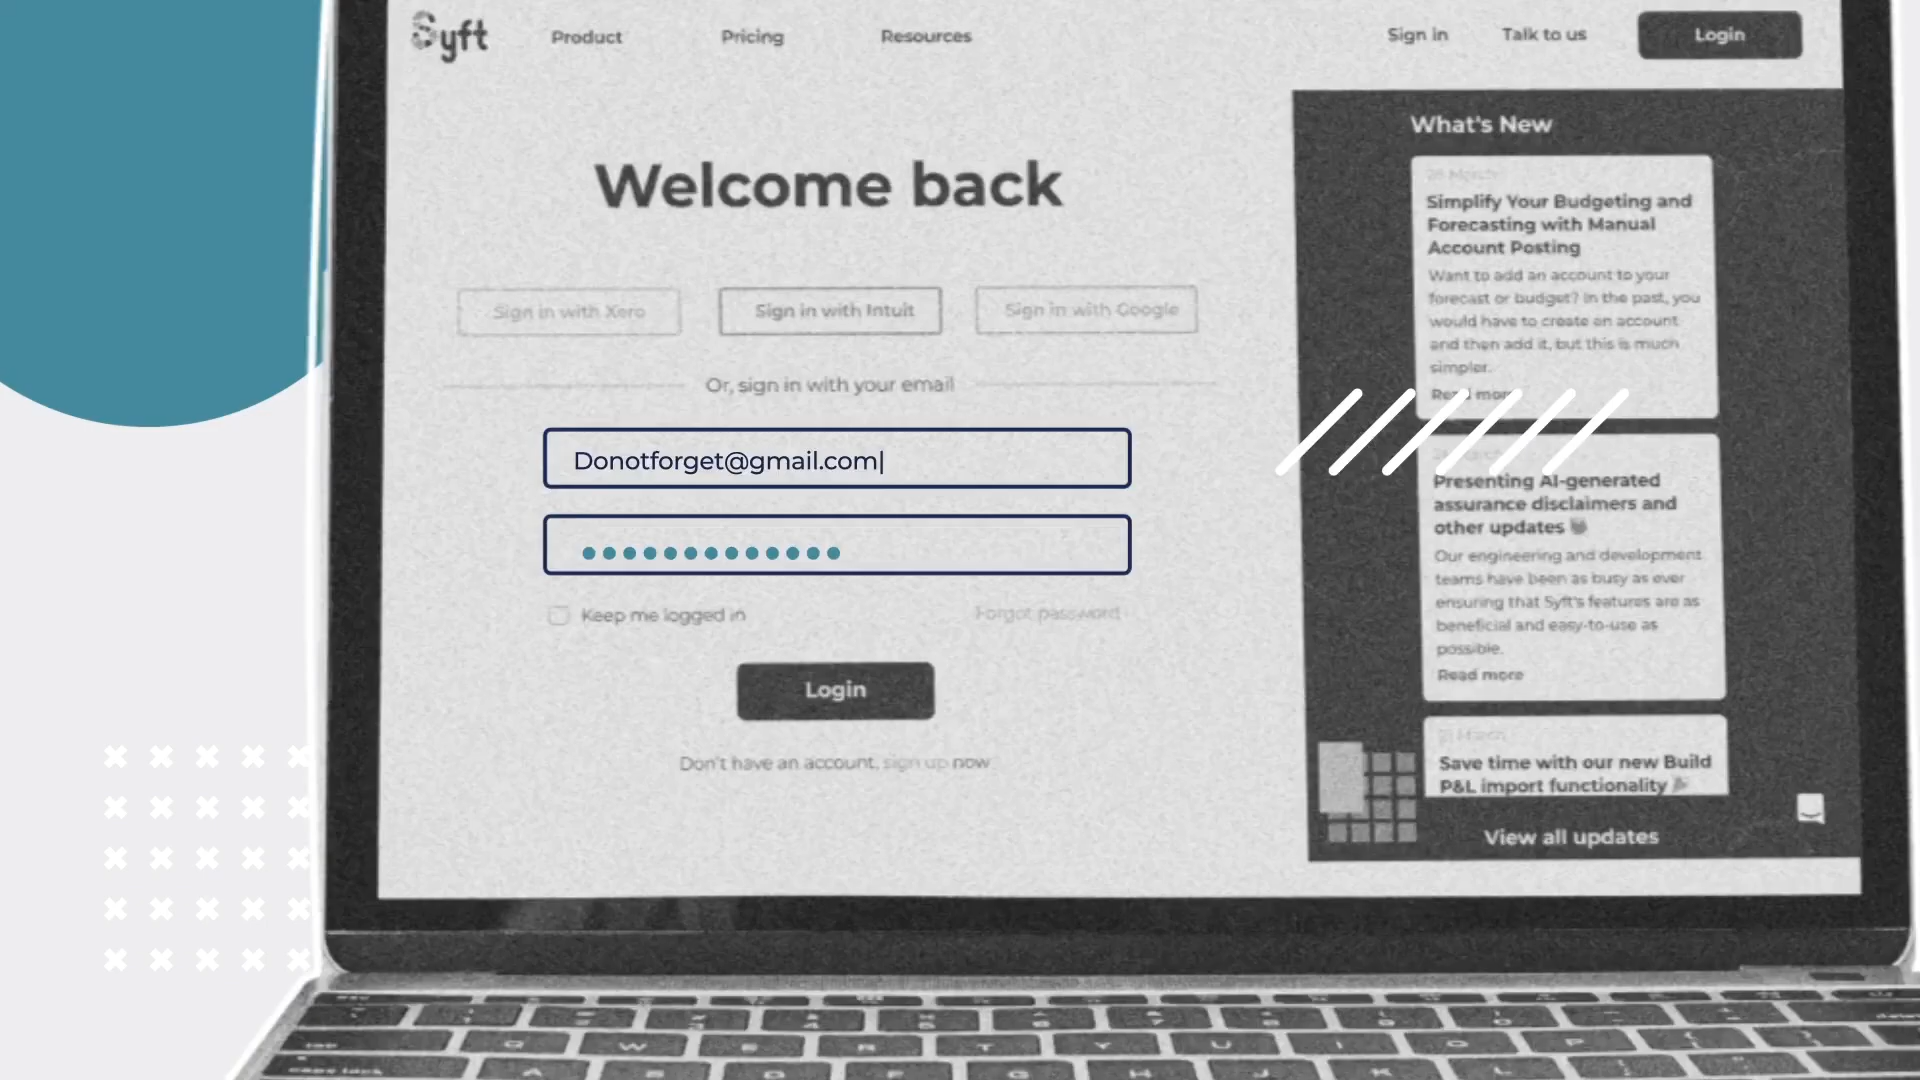 Syft
Product
Pricing
Resources
Sign in
Talk to us
Login
Welcome back
Sign in with Xero
Sign in with Intuit
Sign in with Google
Or, sign in with your email
Donotforget@gmail.com
Keep me logged in
Forgot password
Login
Don't have an account, sign up now
What's New
Simplify Your Budgeting and
Forecasting with Manual
Account Posting
Want to add an account to your
forecast or budget? In the past, you
would have to create an account
and then add it, but this is much
simpler.
Read more
Presenting AI-generated
assurance disclaimers and
other updates
Our engineering and development
teams have been as busy as ever
ensuring that Syft's features are as
beneficial and easy-to-use as
possible.
Read more
Save time with our new Build
P&L import functionality
View all updates
Q W E R T Y U I O P
caps lock A S D F G H J K L